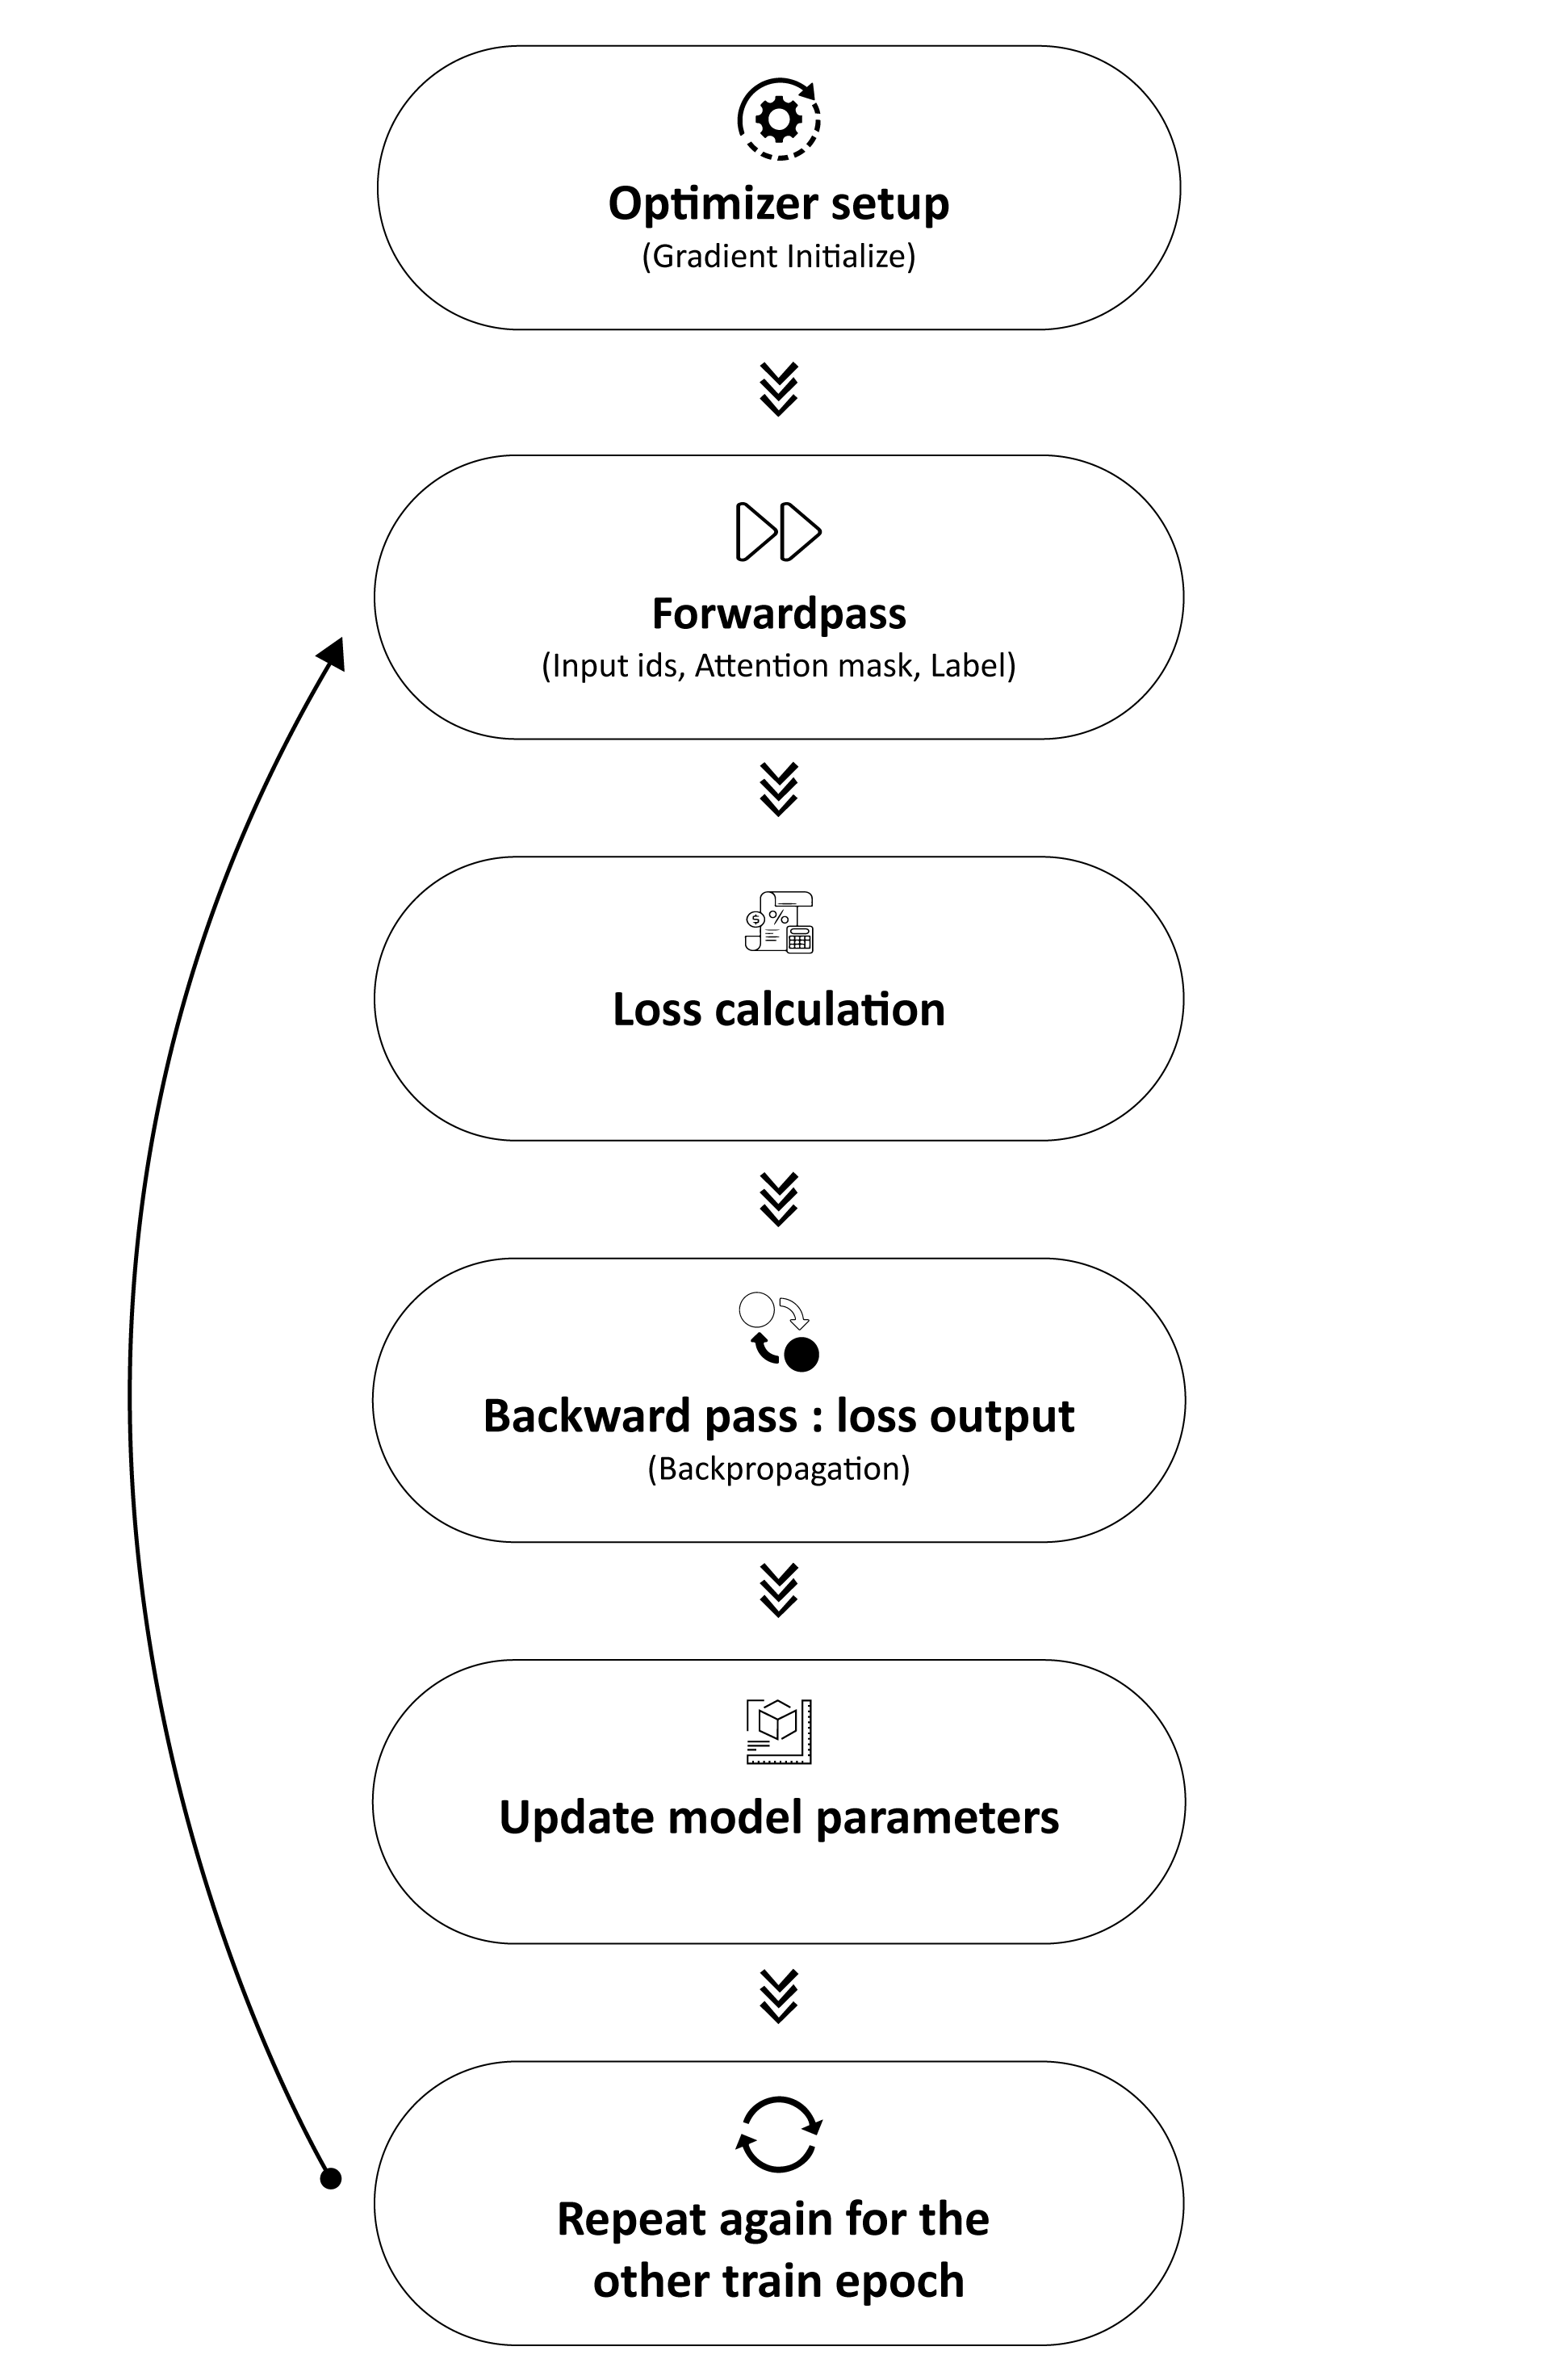 Optimizer setup
(Gradient Initialize)
Forwardpass
(Input ids, Attention mask, Label)
$ %
Loss calculation
Backward pass : loss output
(Backpropagation)
Update model parameters
Repeat again for the
other train epoch